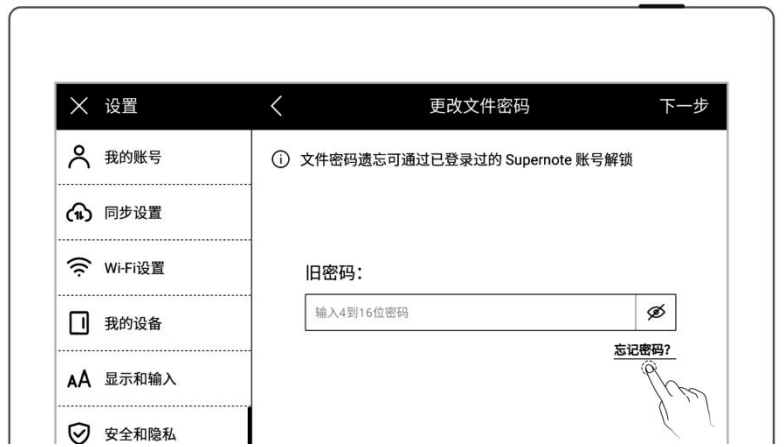 设置
更改文件密码
下一步
我的账号
同步设置
Wi-Fi设置
我的设备
AA 显示和输入
安全和隐私
文件密码遗忘可通过已登录过的 Supernote 账号解锁
旧密码：
输入4到16位密码
忘记密码?